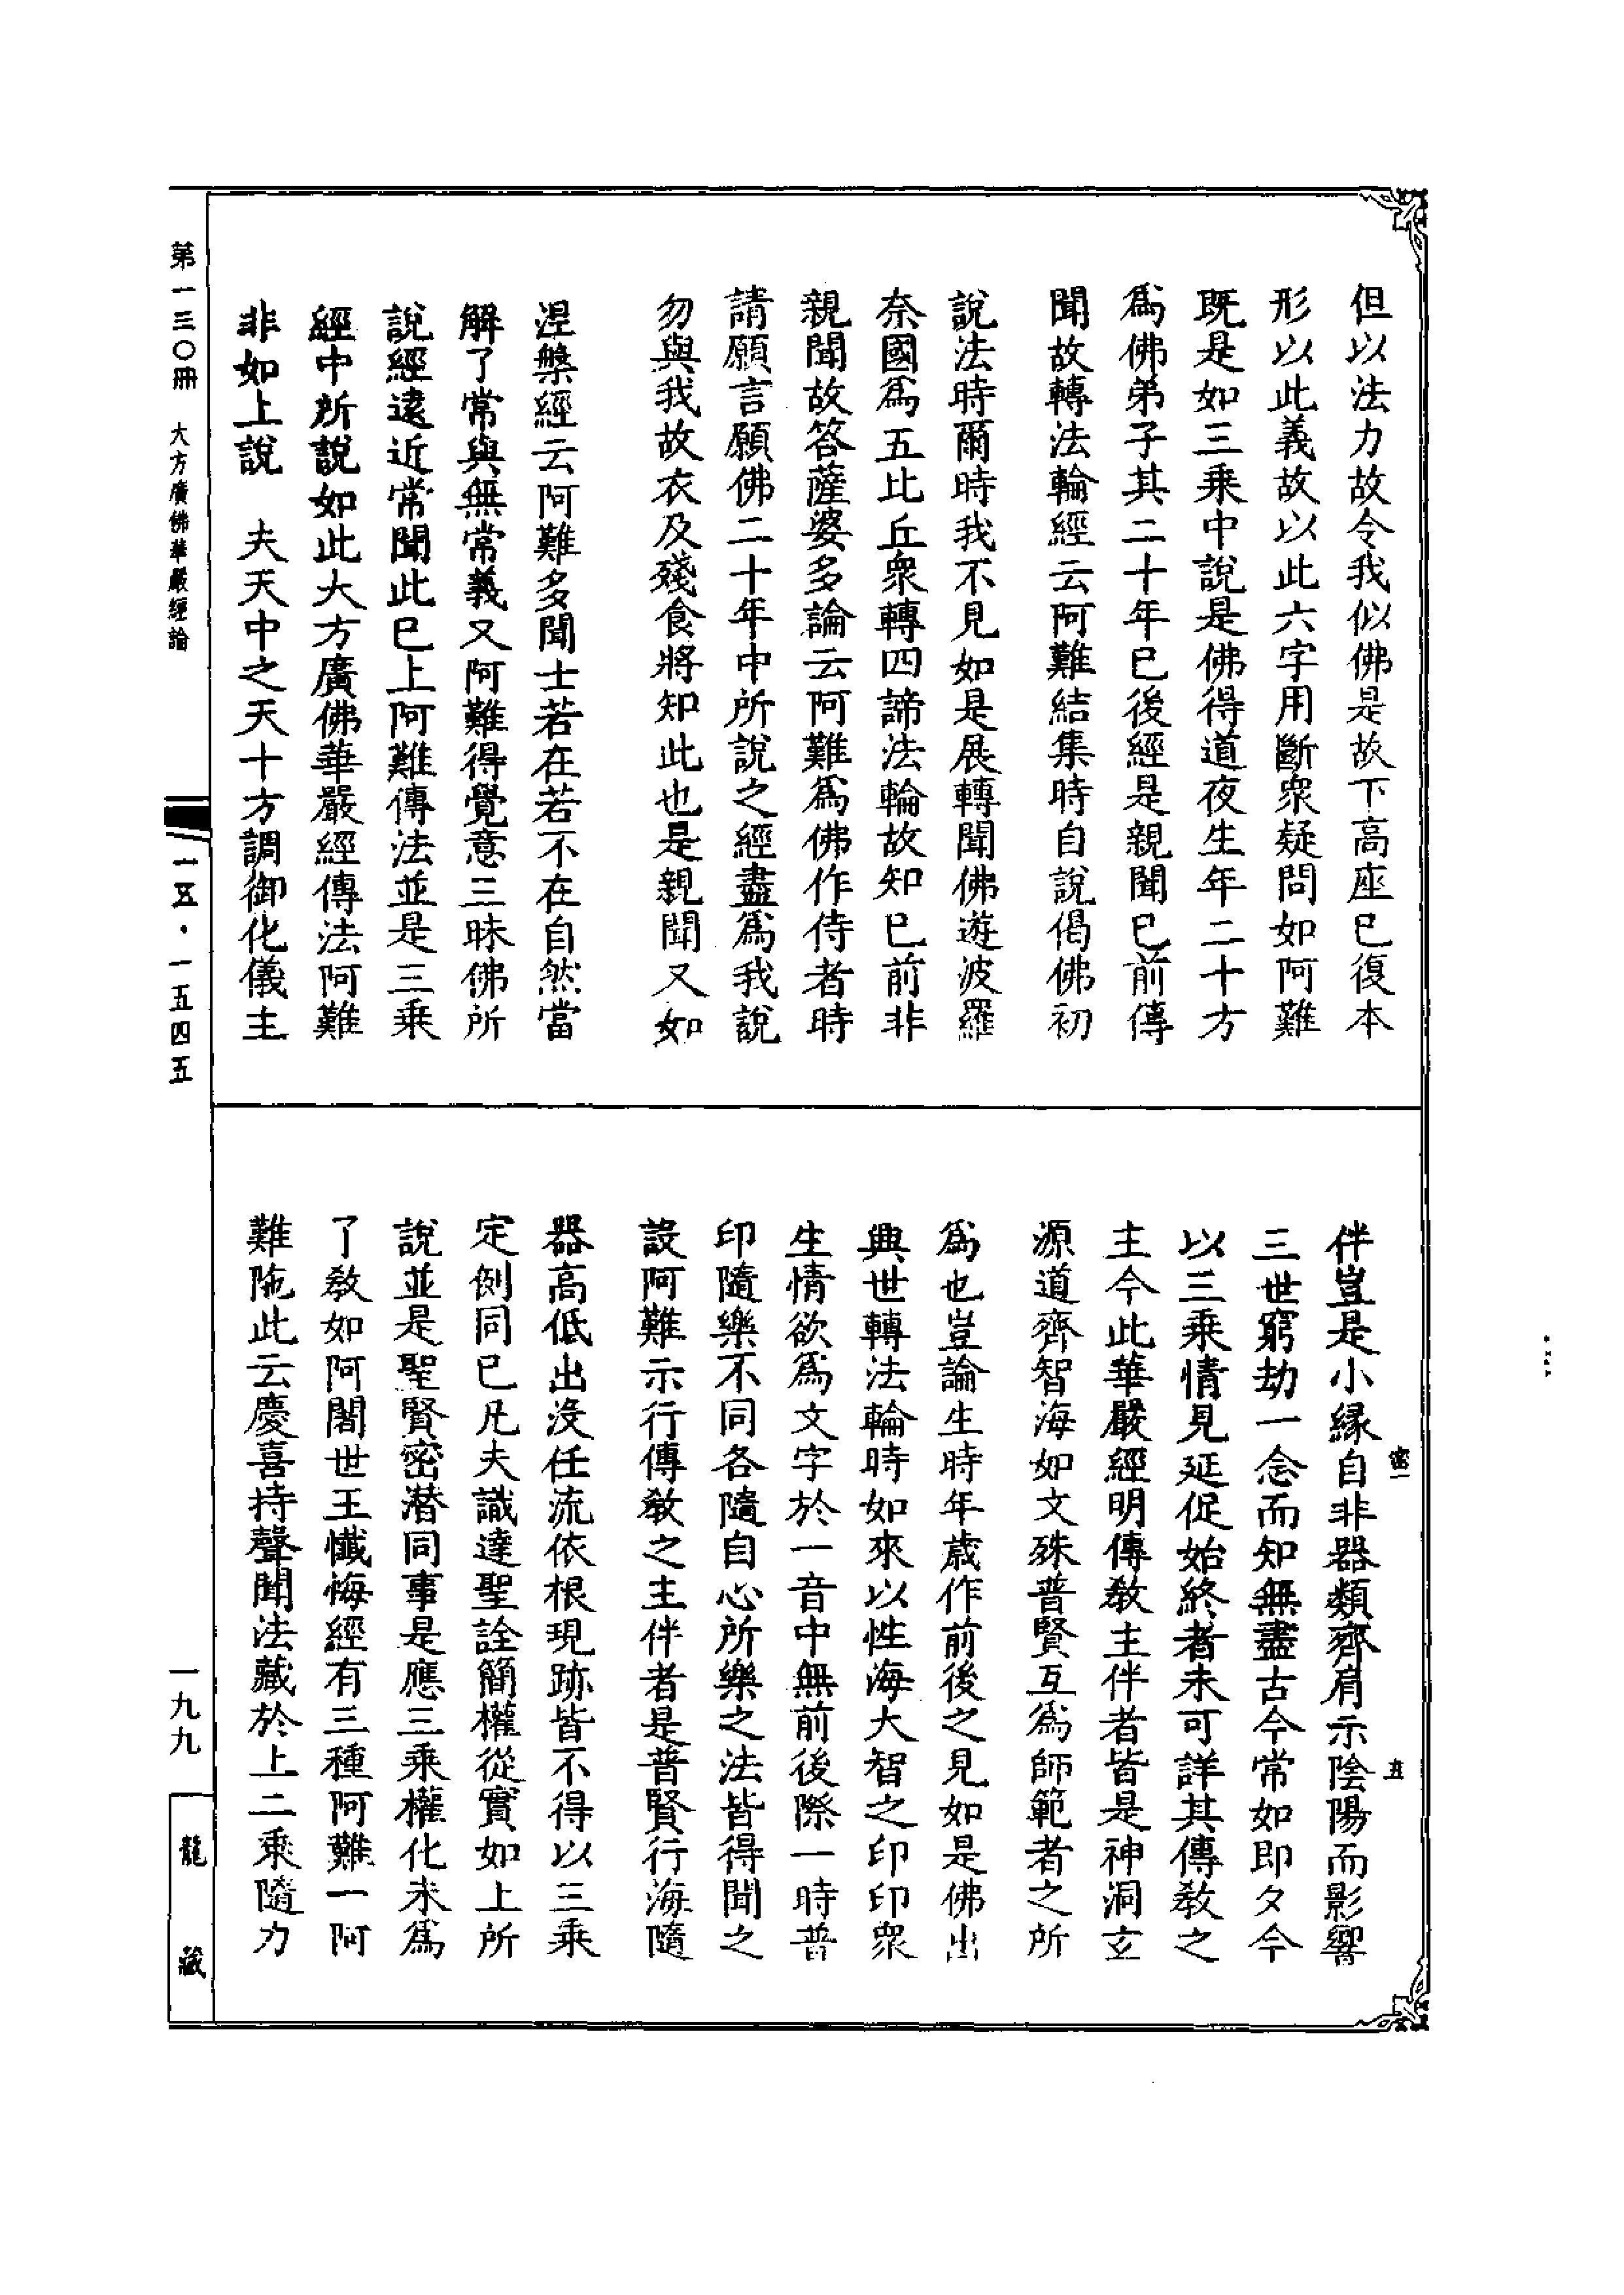 但以法力故令我似佛是故下高座已復本
形以此義故以此六字用斷衆疑問如阿難
既是如三乗中說是佛得道夜生年二十方
爲佛弟子其二十年已後經是親聞已前傳
聞故轉法輪經云阿難結集時自說偈佛初
說法時爾時我不見如是展轉聞佛遊波羅
奈國爲五比丘衆轉四諦法輪故知已前非
親聞故答薩婆多論云阿難爲佛作侍者時
請願言願佛二十年中所說之經盡爲我說
勿與我故衣及殘食將知此也是親聞又如
涅槃經云阿難多聞士若在若不在自然當
解了常與無常義又阿難得覺意三昧佛所
說經遠近常聞此已上阿難傳法並是三乗
經中所說如此大方廣佛華嚴經傳法阿難
非如上說　夫天中之天十方調御化儀主
伴豈是小縁自非器類齊肩示陰陽而影響
三世窮劫一念而知無盡古今常如即夕今
以三乗情見延促始終者未可詳其傳教之
主今此華嚴經明傳教主伴者皆是神洞玄
源道齊智海如文殊普賢互爲師範者之所
爲也豈論生時年歲作前後之見如是佛出
興世轉法輪時如來以性海大智之印印衆
生情欲爲文字於一音中無前後際一時普
印隨樂不同各隨自心所樂之法皆得聞之
設阿難示行傳教之主伴者是普賢行海隨
器高低出没任流依根現跡皆不得以三乗
定例同已凡夫識達聖詮簡權從實如上所
說並是聖賢密潜同事是應三乗權化未爲
了教如阿闍世王懺悔經有三種阿難一阿
難陁此云慶喜持聲聞法藏於上二乗隨力
密一
五
第一三〇冊　大方廣佛華嚴經論
一五・一五四五
一九九
龍藏